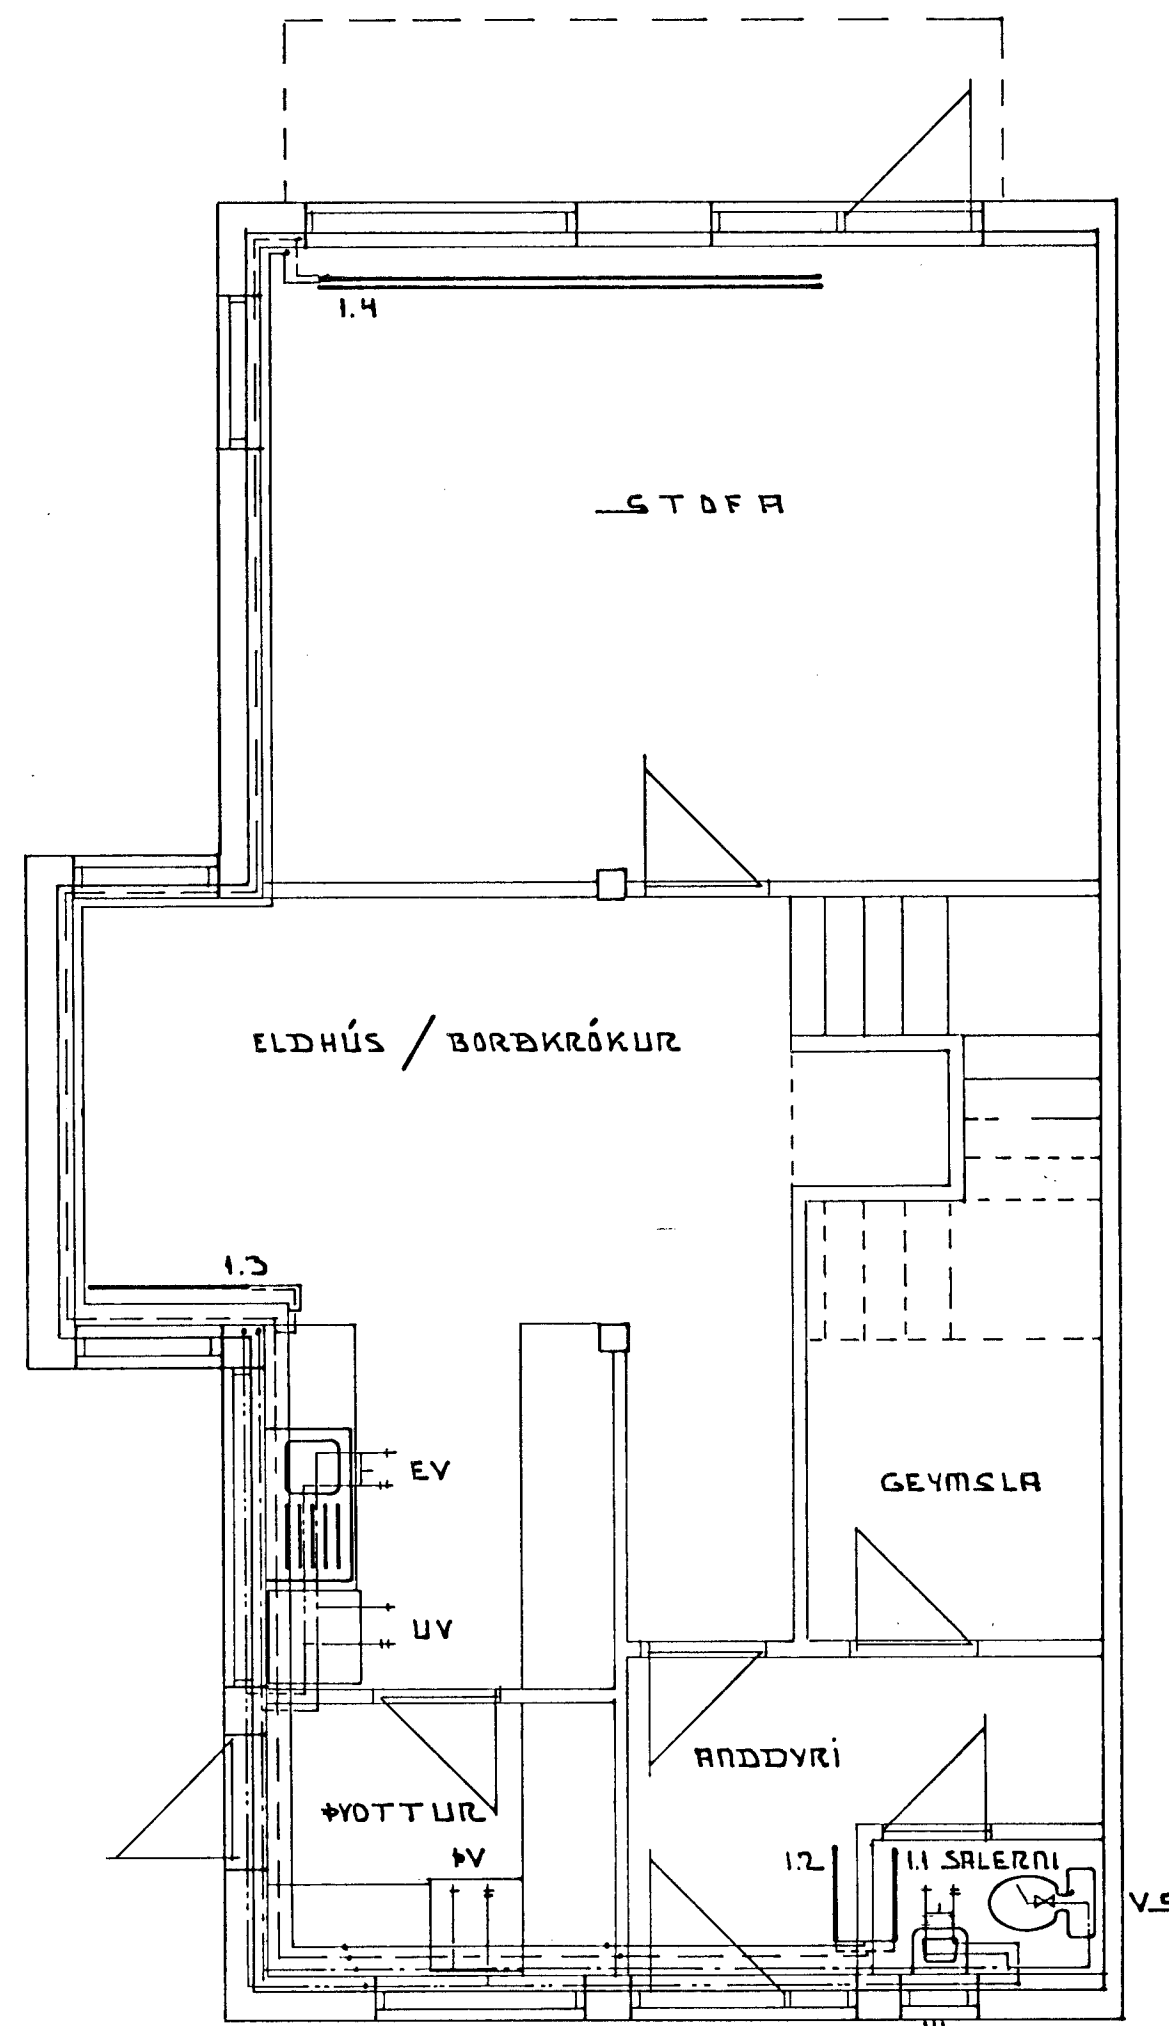 1.4
STOFA
ELDHÚS / BORÐKRÓKUR
1.3
EV
GEYMSLA
UV
ANDDYRI
ÞVOTTUR
ÞV
1.2
1.1 SALERNI